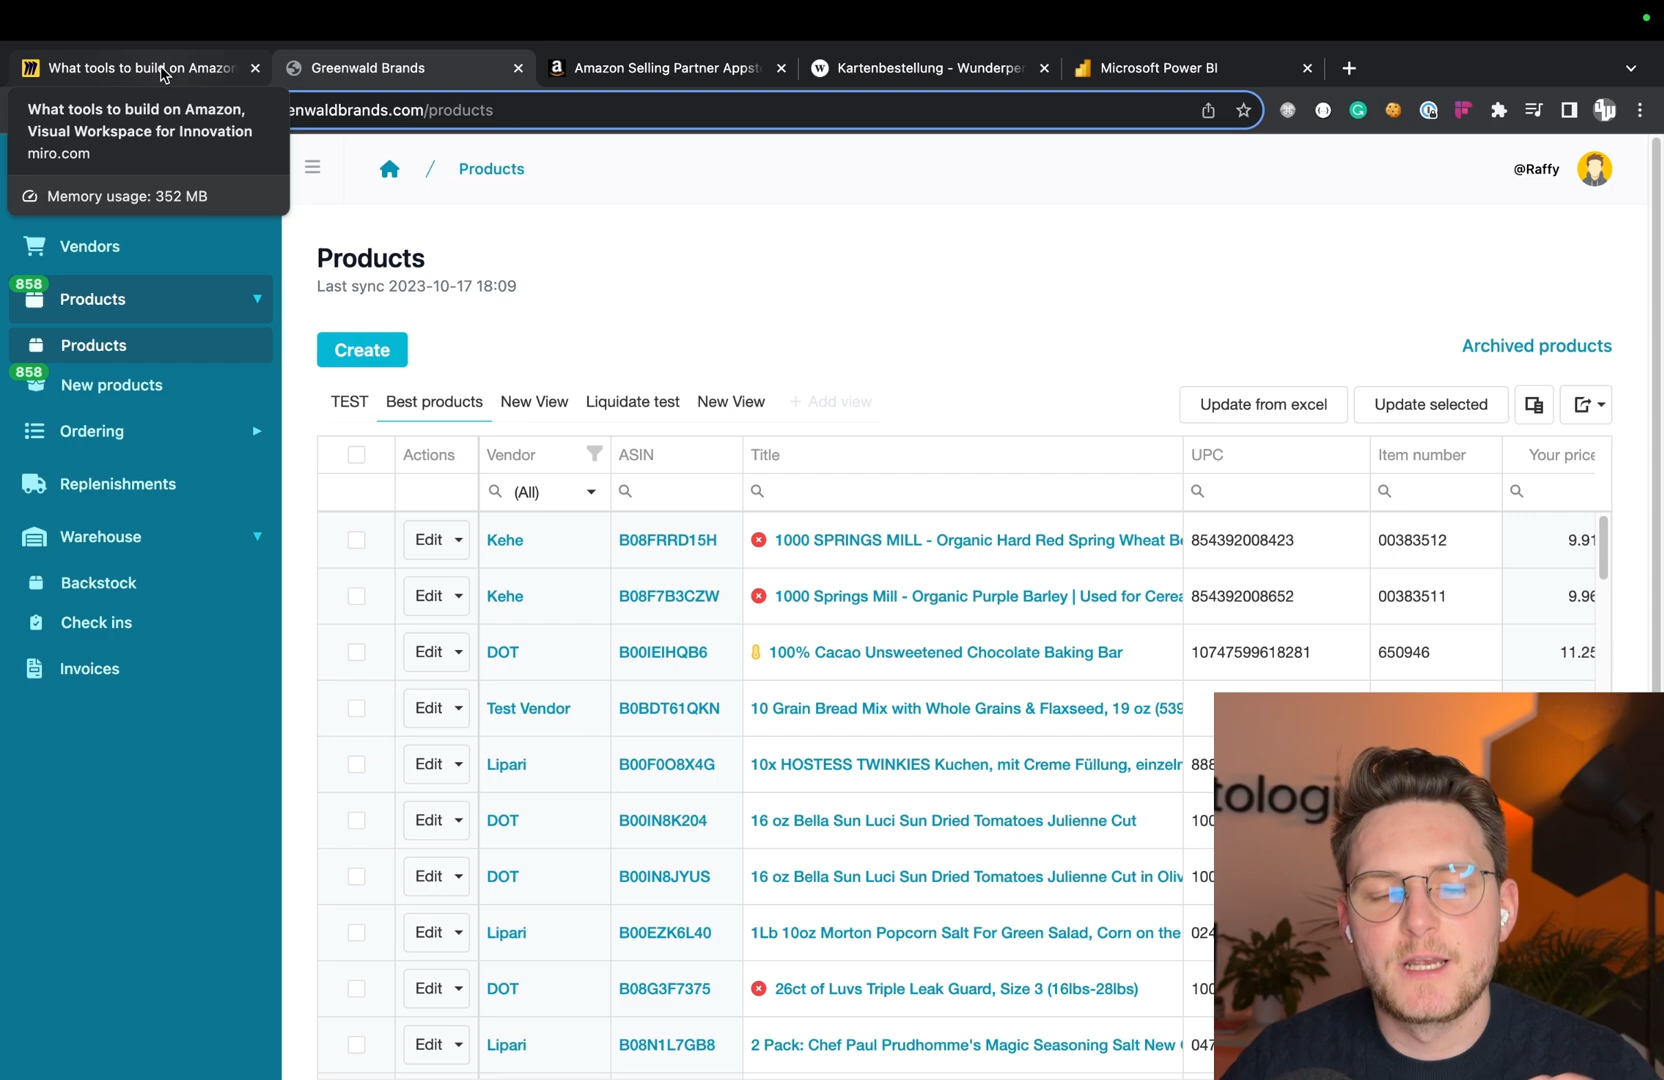 What tools to build on Amazon
Greenwald Brands
Amazon Selling Partner Appst
Kartenbestellung - Wunderper
Microsoft Power BI
What tools to build on Amazon,
Visual Workspace for Innovation
miro.com
Memory usage: 352 MB
enwaldbrands.com/products
Products
@Raffy
Vendors
858
Products
Products
858
New products
Ordering
Replenishments
Warehouse
Backstock
Check ins
Invoices
Products
Last sync 2023-10-17 18:09
Create
Archived products
TEST Best products New View Liquidate test New View + Add view
Update from excel Update selected
Actions Vendor ASIN Title UPC Item number Your price
(All)
Edit Kehe B08FRRD15H 1000 SPRINGS MILL - Organic Hard Red Spring Wheat Be 854392008423 00383512 9.91
Edit Kehe B08F7B3CZW 1000 Springs Mill - Organic Purple Barley | Used for Cerea 854392008652 00383511 9.96
Edit DOT B00IEIHQB6 100% Cacao Unsweetened Chocolate Baking Bar 10747599618281 650946 11.25
Edit Test Vendor B0BDT61QKN 10 Grain Bread Mix with Whole Grains & Flaxseed, 19 oz (539
Edit Lipari B00F0O8X4G 10x HOSTESS TWINKIES Kuchen, mit Creme Füllung, einzeln 888
Edit DOT B00IN8K204 16 oz Bella Sun Luci Sun Dried Tomatoes Julienne Cut 100
Edit DOT B00IN8JYUS 16 oz Bella Sun Luci Sun Dried Tomatoes Julienne Cut in Oliv 100
Edit Lipari B00EZK6L40 1Lb 10oz Morton Popcorn Salt For Green Salad, Corn on the 024
Edit DOT B08G3F7375 26ct of Luvs Triple Leak Guard, Size 3 (16lbs-28lbs) 100
Edit Lipari B08N1L7GB8 2 Pack: Chef Paul Prudhomme's Magic Seasoning Salt New 047
tologi